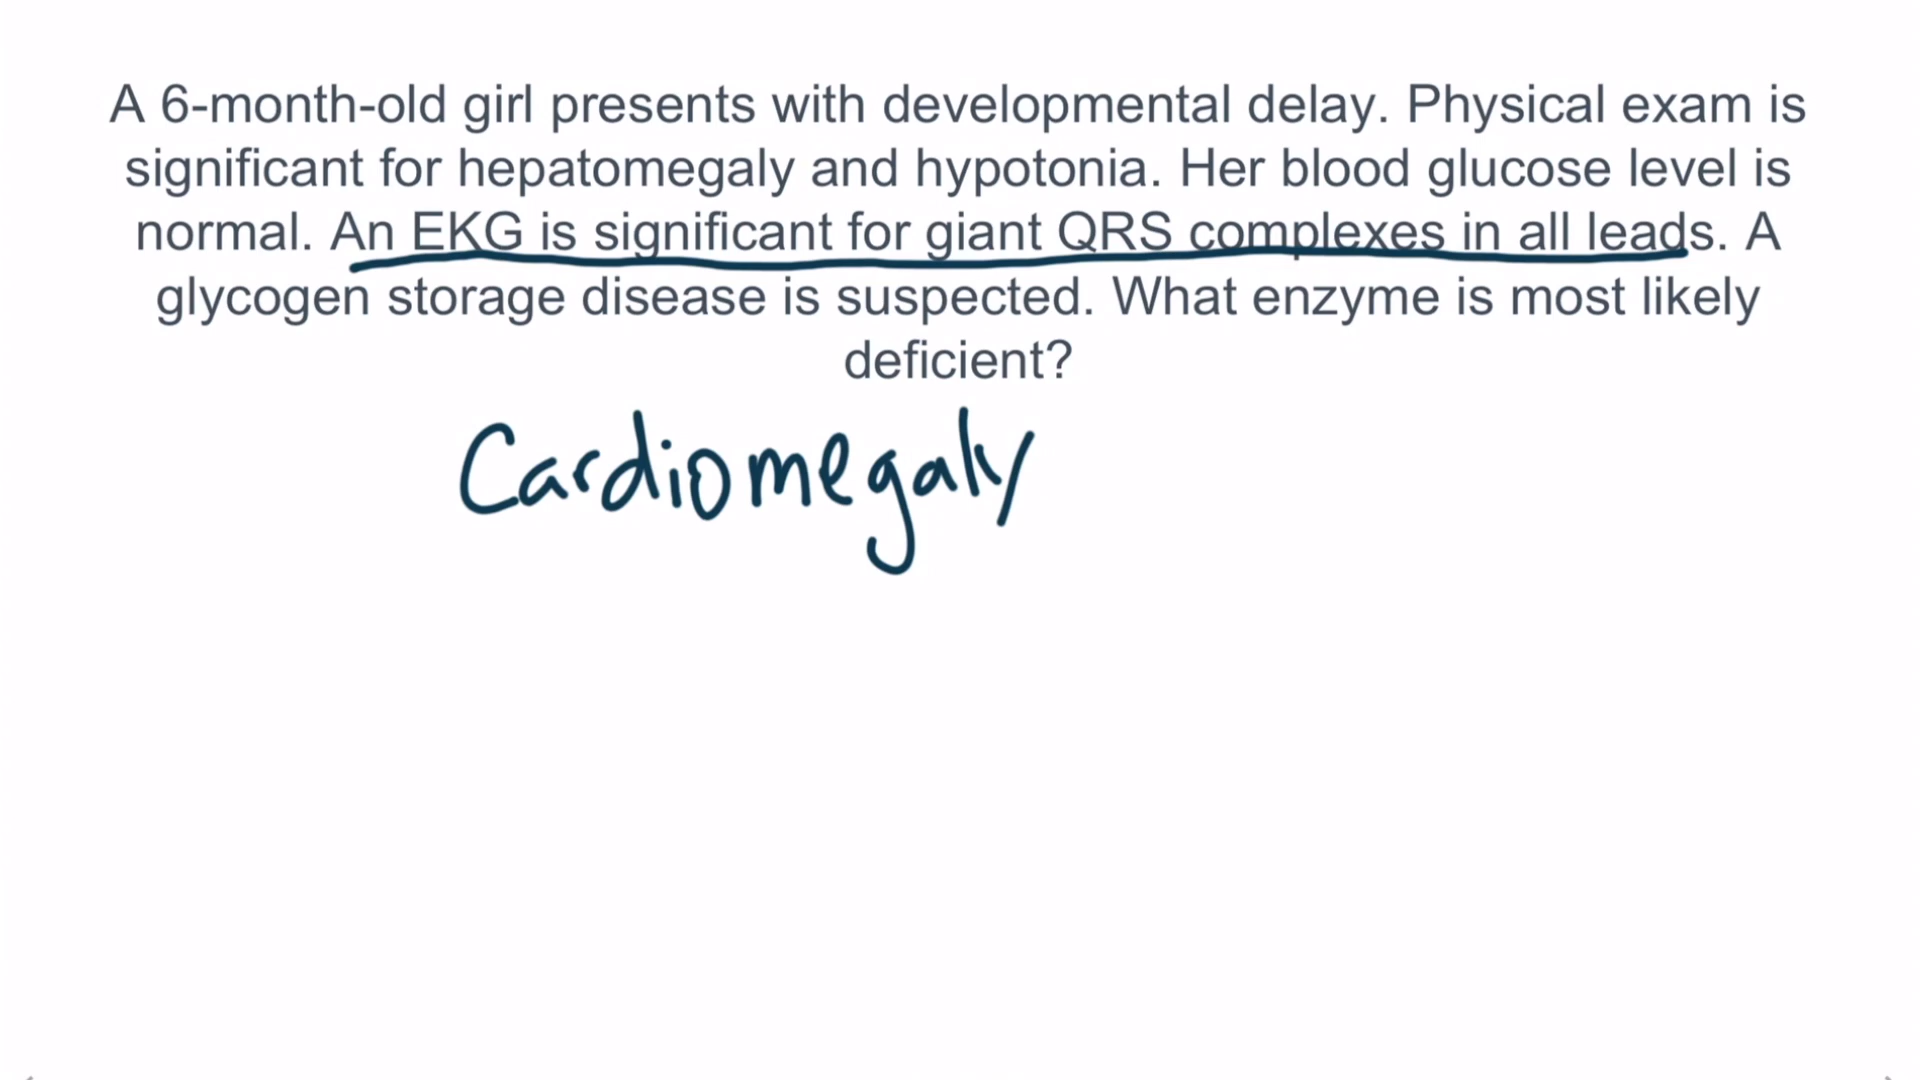 A 6-month-old girl presents with developmental delay. Physical exam is
significant for hepatomegaly and hypotonia. Her blood glucose level is
normal. An EKG is significant for giant QRS complexes in all leads. A
glycogen storage disease is suspected. What enzyme is most likely
deficient?
Cardiomegaly